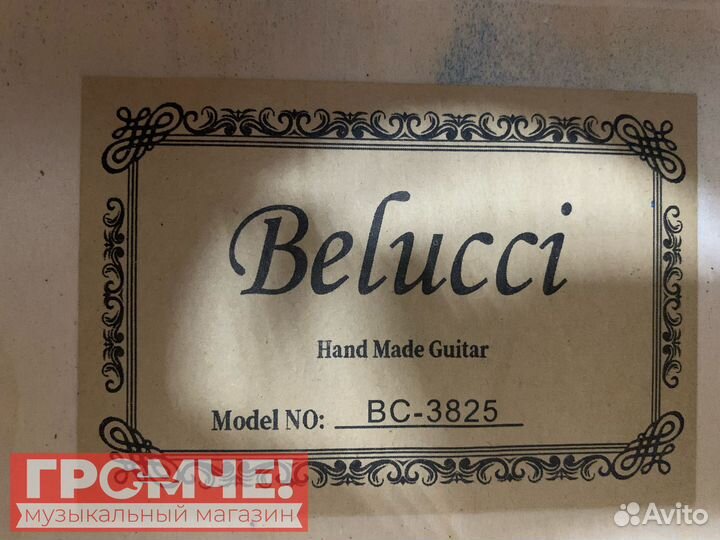 Belucci
Hand Made Guitar
Model NO: BC-3825
ГРОМЧЕ!
музыкальный магазин
Avito